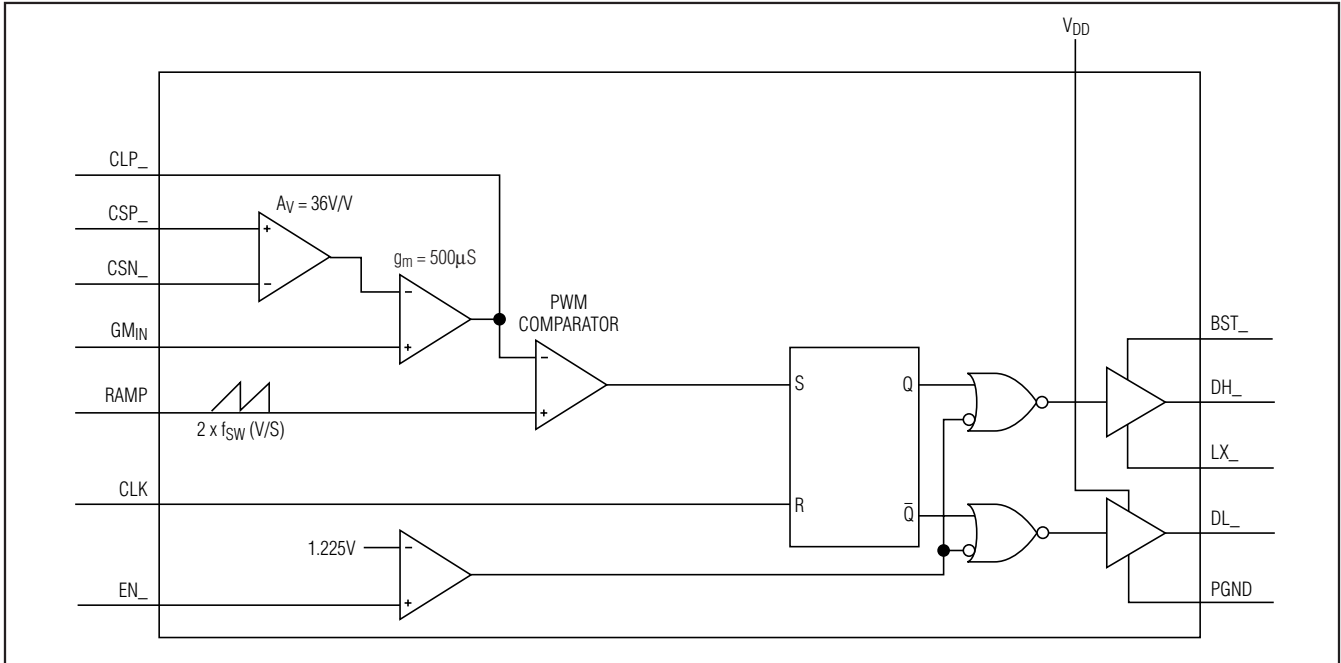 V_DD
CLP_
A_V = 36V/V
CSP_
g_m = 500μS
CSN_
PWM
COMPARATOR
GM_IN
BST_
RAMP
S
Q
DH_
2 x f_SW (V/S)
LX_
CLK
R
Q̄
DL_
1.225V
EN_
PGND
+
−
−
+
−
+
−
+